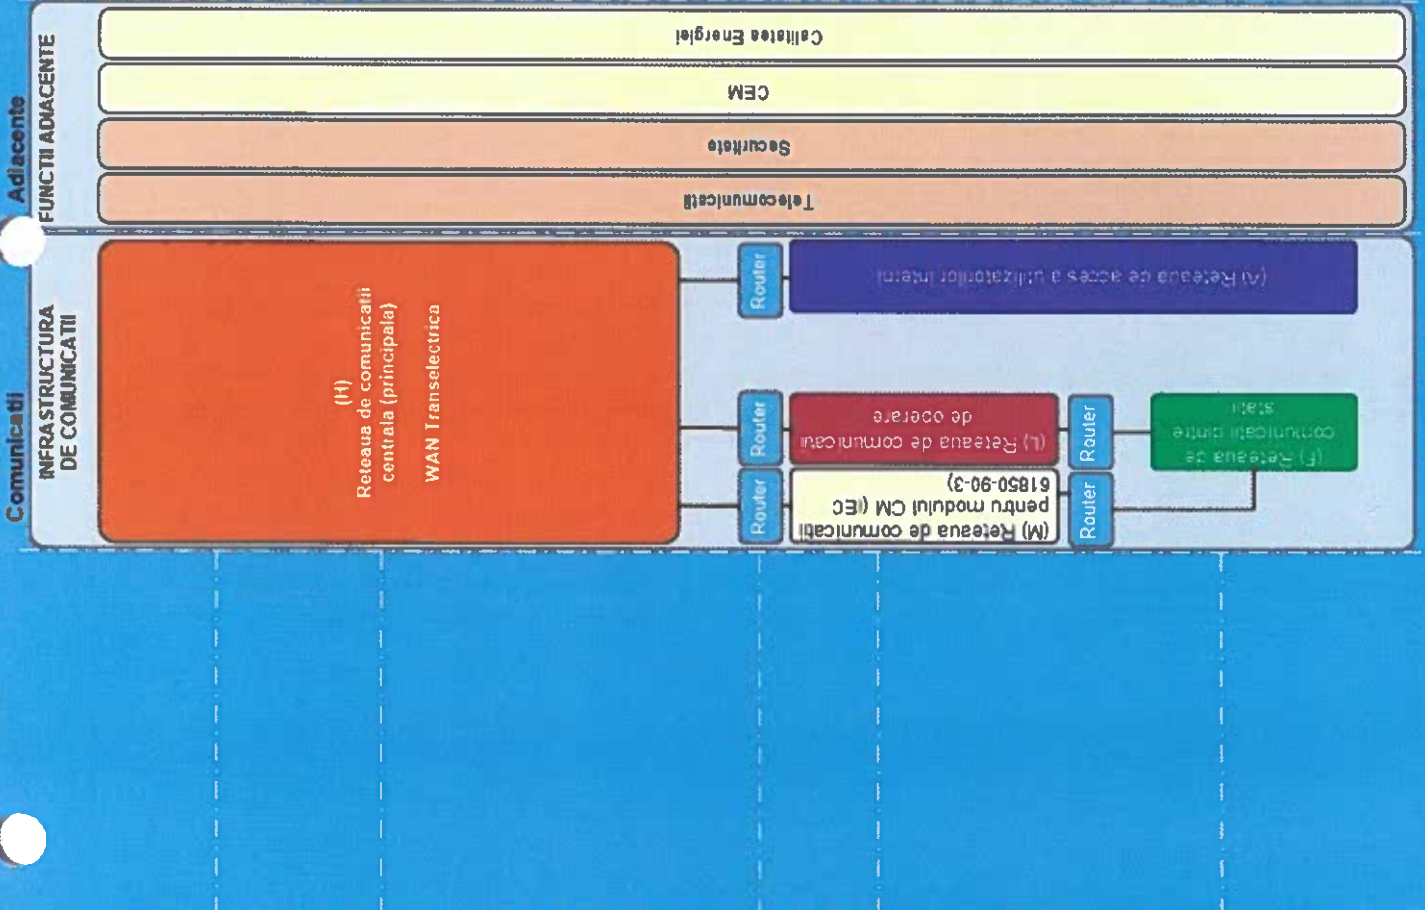 Adiacente
FUNCTII ADIACENTE
Calitatea Energiei
CEM
Securitate
Telecomunicatii
Comunicatii
INFRASTRUCTURA
DE COMUNICATII
(H)
Reteaua de comunicatii
centrala (principala)
WAN Transelectrica
Router
(A) Reteaua de acces a utilizatorilor interni
Router
(L) Reteaua de comunicatii
de operare
Router
(F) Reteaua de
comunicatii dintre
statii
Router
(M) Reteaua de comunicatii
pentru modulul CM (IEC
61850-90-3)
Router